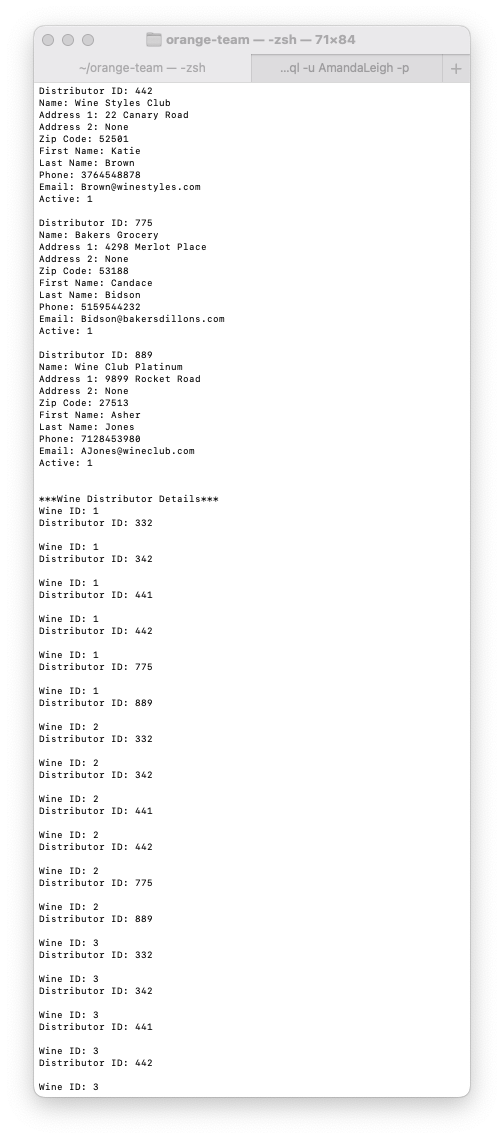 orange-team — -zsh — 71×84
~/orange-team — -zsh
...ql -u AmandaLeigh -p
+
Distributor ID: 442
Name: Wine Styles Club
Address 1: 22 Canary Road
Address 2: None
Zip Code: 52501
First Name: Katie
Last Name: Brown
Phone: 3764548878
Email: Brown@winestyles.com
Active: 1
Distributor ID: 775
Name: Bakers Grocery
Address 1: 4298 Merlot Place
Address 2: None
Zip Code: 53188
First Name: Candace
Last Name: Bidson
Phone: 5159544232
Email: Bidson@bakersdillons.com
Active: 1
Distributor ID: 889
Name: Wine Club Platinum
Address 1: 9899 Rocket Road
Address 2: None
Zip Code: 27513
First Name: Asher
Last Name: Jones
Phone: 7128453980
Email: AJones@wineclub.com
Active: 1
***Wine Distributor Details***
Wine ID: 1
Distributor ID: 332
Wine ID: 1
Distributor ID: 342
Wine ID: 1
Distributor ID: 441
Wine ID: 1
Distributor ID: 442
Wine ID: 1
Distributor ID: 775
Wine ID: 1
Distributor ID: 889
Wine ID: 2
Distributor ID: 332
Wine ID: 2
Distributor ID: 342
Wine ID: 2
Distributor ID: 441
Wine ID: 2
Distributor ID: 442
Wine ID: 2
Distributor ID: 775
Wine ID: 2
Distributor ID: 889
Wine ID: 3
Distributor ID: 332
Wine ID: 3
Distributor ID: 342
Wine ID: 3
Distributor ID: 441
Wine ID: 3
Distributor ID: 442
Wine ID: 3